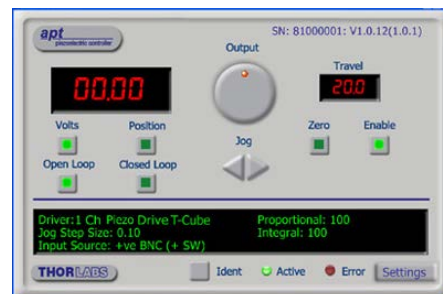 apt
piezoelectric controller
SN: 81000001: V1.0.12(1.0.1)
Output
Travel
00.00
20.0
Volts
Position
Zero
Enable
Jog
Open Loop
Closed Loop
Driver:1 Ch Piezo Drive T-Cube
Proportional: 100
Jog Step Size: 0.10
Integral: 100
Input Source: +ve BNC (+ SW)
THORLABS
Ident
Active
Error
Settings